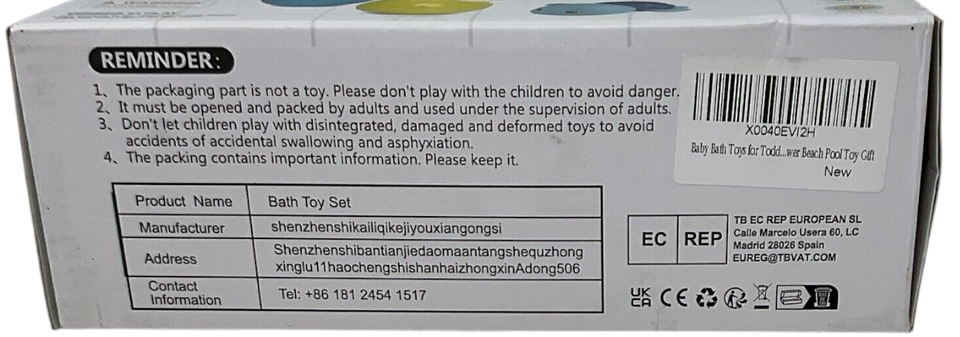 REMINDER:
1、The packaging part is not a toy. Please don't play with the children to avoid danger.
2、It must be opened and packed by adults and used under the supervision of adults.
3、Don't let children play with disintegrated, damaged and deformed toys to avoid
accidents of accidental swallowing and asphyxiation.
4、The packing contains important information. Please keep it.
X0040EVI2H
Baby Bath Toys for Todd...wer Beach Pool Toy Gift
New
Product Name Bath Toy Set
Manufacturer shenzhenshikailiqikejiyouxiangongsi
Address Shenzhenshibantianjiedaomaantangshequzhong
xinglu11haochengshishanhaizhongxinAdong506
Contact
Information
Tel: +86 181 2454 1517
EC REP
TB EC REP EUROPEAN SL
Calle Marcelo Usera 60, LC
Madrid 28026 Spain
EUREG@TBVAT.COM
UK
CA CE